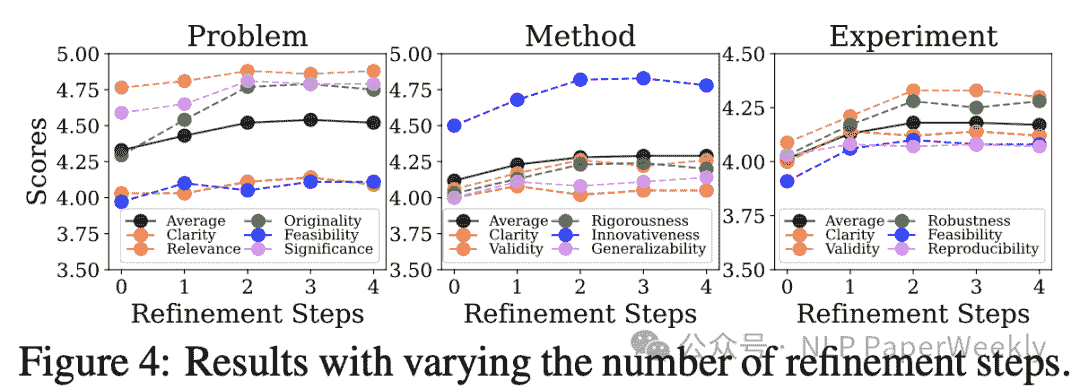 Problem
Method
Experiment
Scores
5.00
4.75
4.50
4.25
4.00
3.75
3.50
Average
Clarity
Relevance
Originality
Feasibility
Significance
0 1 2 3 4
Refinement Steps
5.00
4.75
4.50
4.25
4.00
3.75
3.50
Average
Clarity
Validity
Rigorousness
Innovativeness
Generalizability
0 1 2 3 4
Refinement Steps
4.50
4.25
4.00
3.75
3.50
Average
Clarity
Validity
Robustness
Feasibility
Reproducibility
0 1 2 3 4
Refinement Steps
公众号 · NLP PaperWeekly
Figure 4: Results with varying the number of refinement steps.